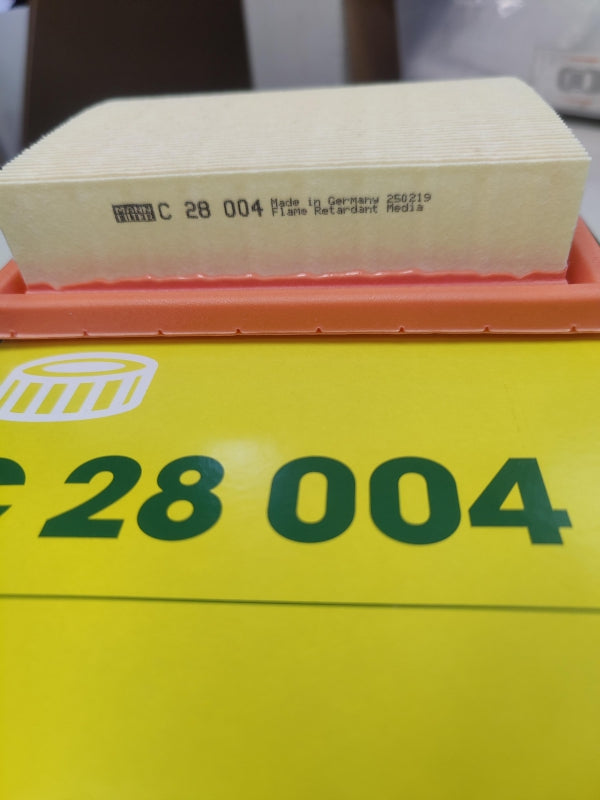 MANN
FILTER
C 28 004
Made in Germany 250219
Flame Retardant Media
C 28 004